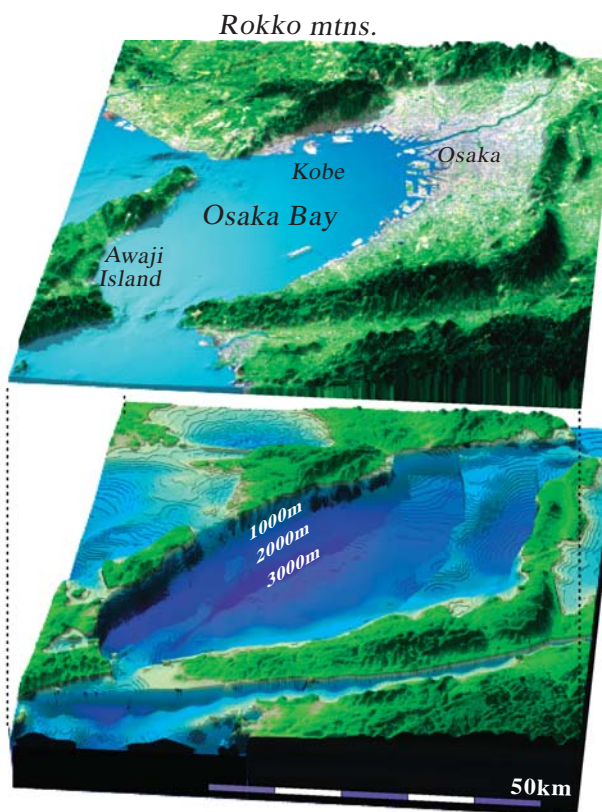 Rokko mtns.
Kobe
Osaka
Osaka Bay
Awaji
Island
1000m
2000m
3000m
50km